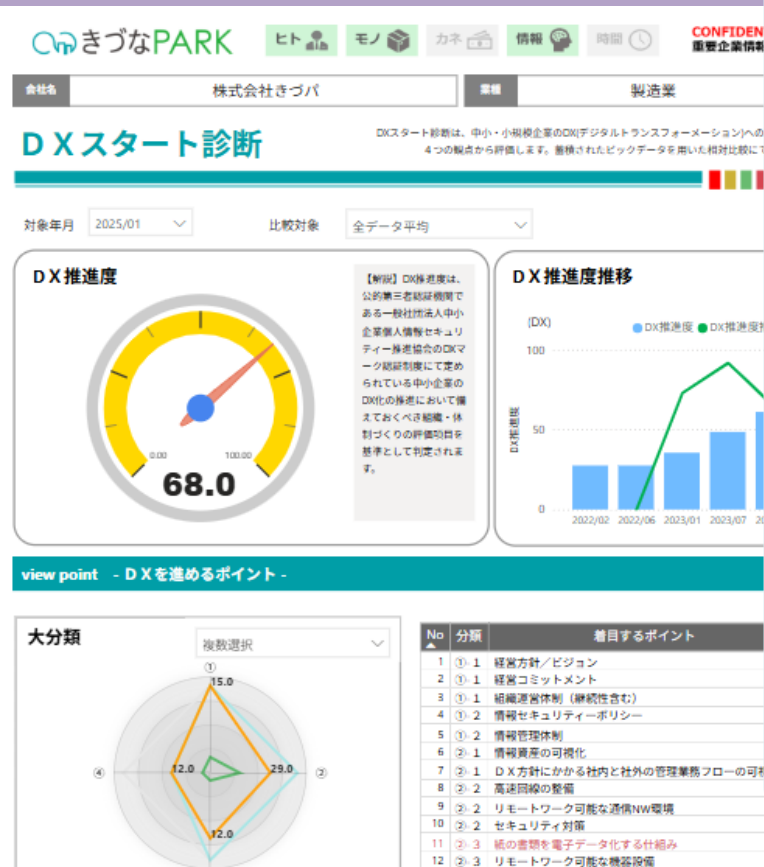 きづなPARK
ヒト
モノ
カネ
情報
時間
CONFIDEN
重要企業情報
会社名
株式会社きづパ
業種
製造業
DXスタート診断
DXスタート診断は、中小・小規模企業のDX(デジタルトランスフォーメーション)への
4つの観点から評価します。蓄積されたビックデータを用いた相対比較にて
対象年月
2025/01
比較対象
全データ平均
DX推進度
【解説】DX推進度は、
公的第三者認証機関で
ある一般社団法人中小
企業個人情報セキュリ
ティー推進協会のDXマ
ーク認証制度にて定め
られている中小企業の
DX化の推進において備
えておくべき組織・体
制づくりの評価項目を
基準として判定されま
す。
0.00
100.00
68.0
DX推進度推移
(DX)
DX推進度
DX推進度推
100
50
0
DX推進度
2022/02
2022/06
2023/01
2023/07
20
view point - DXを進めるポイント -
大分類
複数選択
①
15.0
④
12.0
29.0
②
12.0
No 分類 着目するポイント
1 ①-1 経営方針／ビジョン
2 ①-1 経営コミットメント
3 ①-1 組織運営体制（継続性含む）
4 ①-2 情報セキュリティーポリシー
5 ①-2 情報管理体制
6 ②-1 情報資産の可視化
7 ②-1 DX方針にかかる社内と社外の管理業務フローの可視
8 ②-2 高速回線の整備
9 ②-2 リモートワーク可能な通信NW環境
10 ②-2 セキュリティ対策
11 ②-3 紙の書類を電子データ化する仕組み
12 ②-3 リモートワーク可能な機器設備